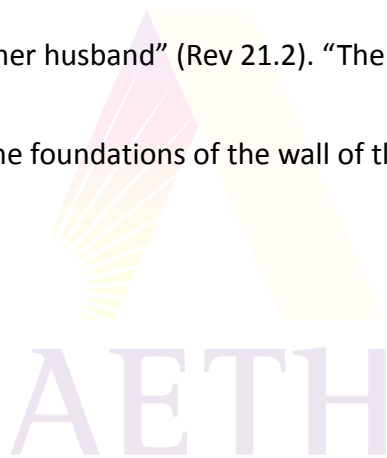 her husband” (Rev 21.2). “The
he foundations of the wall of th
AETH